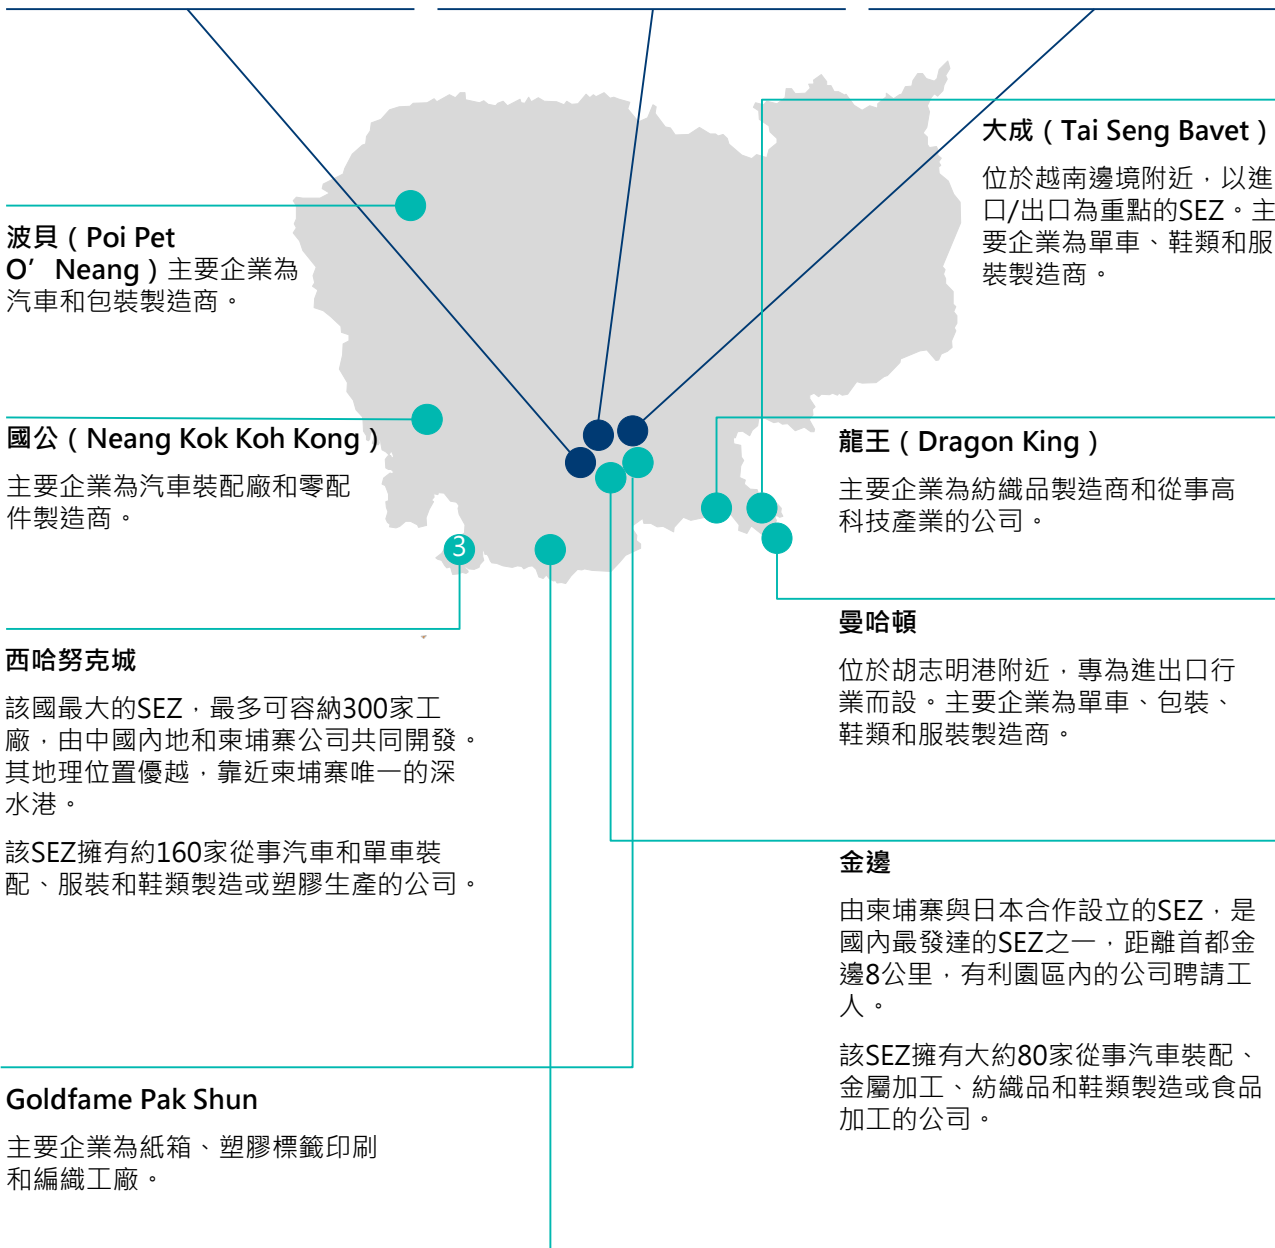 大成（Tai Seng Bavet）
位於越南邊境附近，以進
口/出口為重點的SEZ。主
要企業為單車、鞋類和服
裝製造商。
波貝（Poi Pet
O’Neang）主要企業為
汽車和包裝製造商。
國公（Neang Kok Koh Kong）
主要企業為汽車裝配廠和零配
件製造商。
龍王（Dragon King）
主要企業為紡織品製造商和從事高
科技產業的公司。
3
曼哈頓
位於胡志明港附近，專為進出口行
業而設。主要企業為單車、包裝、
鞋類和服裝製造商。
西哈努克城
該國最大的SEZ，最多可容納300家工
廠，由中國內地和柬埔寨公司共同開發。
其地理位置優越，靠近柬埔寨唯一的深
水港。
該SEZ擁有約160家從事汽車和單車裝
配、服裝和鞋類製造或塑膠生產的公司。
金邊
由柬埔寨與日本合作設立的SEZ，是
國內最發達的SEZ之一，距離首都金
邊8公里，有利園區內的公司聘請工
人。
該SEZ擁有大約80家從事汽車裝配、
金屬加工、紡織品和鞋類製造或食品
加工的公司。
Goldfame Pak Shun
主要企業為紙箱、塑膠標籤印刷
和編織工廠。